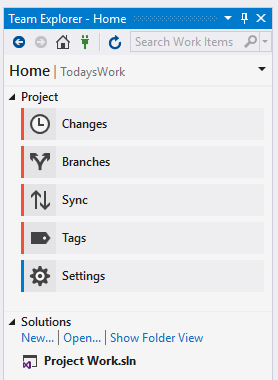 Team Explorer - Home
Search Work Items
Home | TodaysWork
Project
Changes
Branches
Sync
Tags
Settings
Solutions
New... | Open... | Show Folder View
Project Work.sln